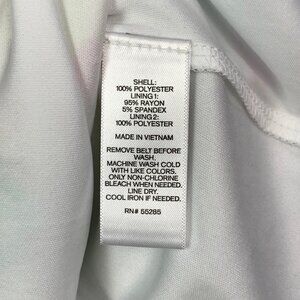 SHELL:
100% POLYESTER
LINING 1:
95% RAYON
5% SPANDEX
LINING 2:
100% POLYESTER
MADE IN VIETNAM
REMOVE BELT BEFORE
WASH.
MACHINE WASH COLD
WITH LIKE COLORS.
ONLY NON-CHLORINE
BLEACH WHEN NEEDED.
LINE DRY.
COOL IRON IF NEEDED.
RN# 55285